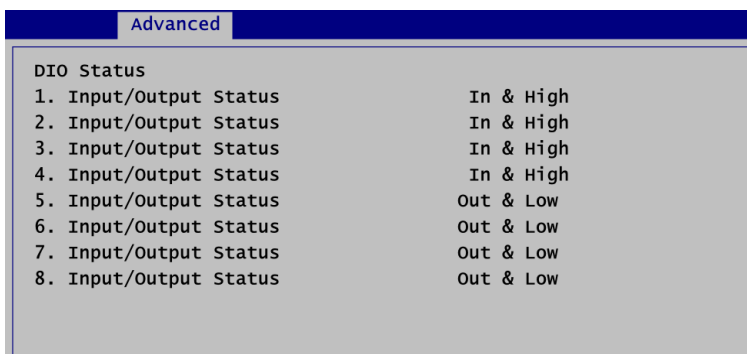 Advanced
DIO Status
1. Input/Output Status In & High
2. Input/Output Status In & High
3. Input/Output Status In & High
4. Input/Output Status In & High
5. Input/Output Status Out & Low
6. Input/Output Status Out & Low
7. Input/Output Status Out & Low
8. Input/Output Status Out & Low